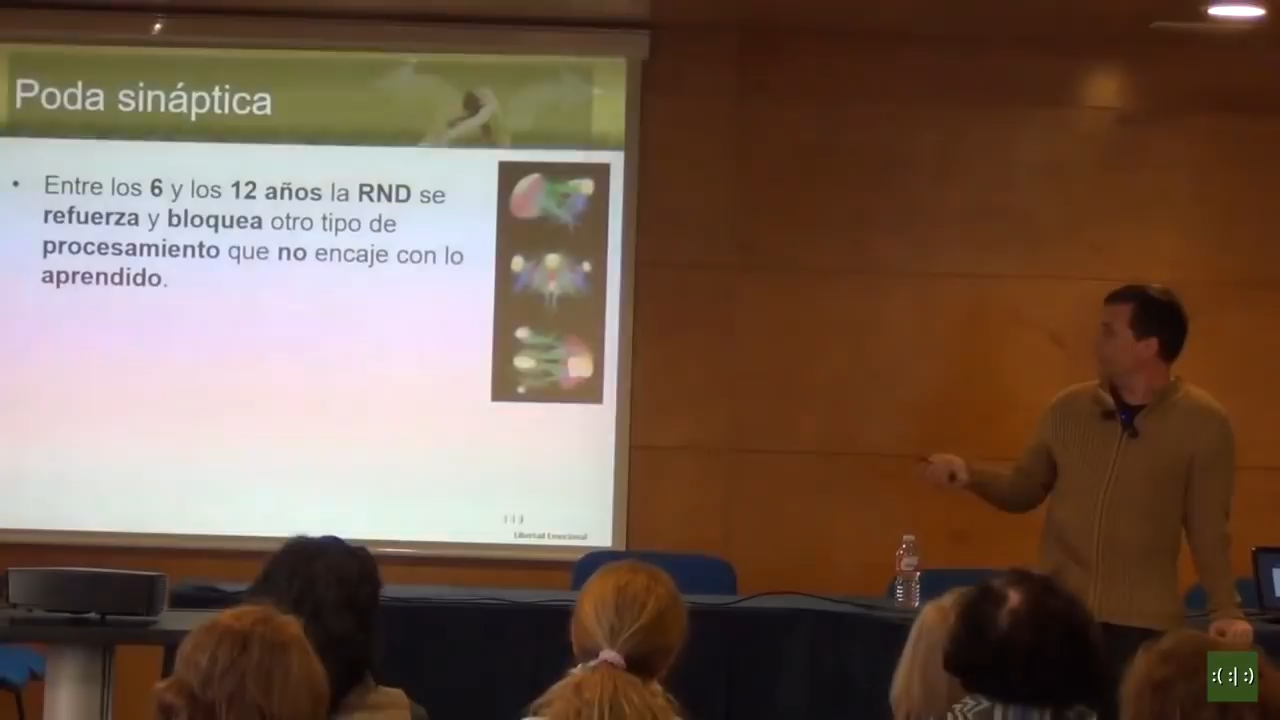 Poda sináptica
• Entre los 6 y los 12 años la RND se
refuerza y bloquea otro tipo de
procesamiento que no encaje con lo
aprendido.
Libertad Emocional
:( :| :)